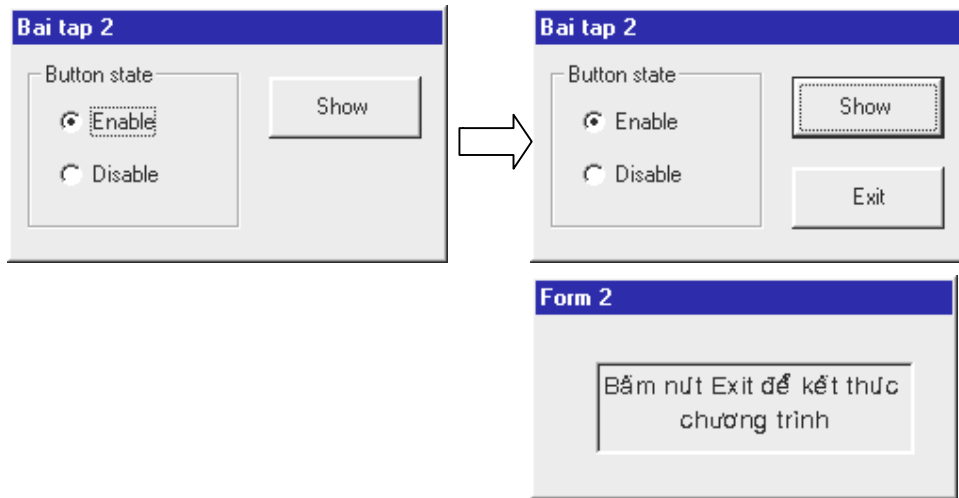 Bai tap 2
Button state
Enable
Disable
Show
Bai tap 2
Button state
Enable
Disable
Show
Exit
Form 2
Bấm nút Exit để kết thúc
chương trình